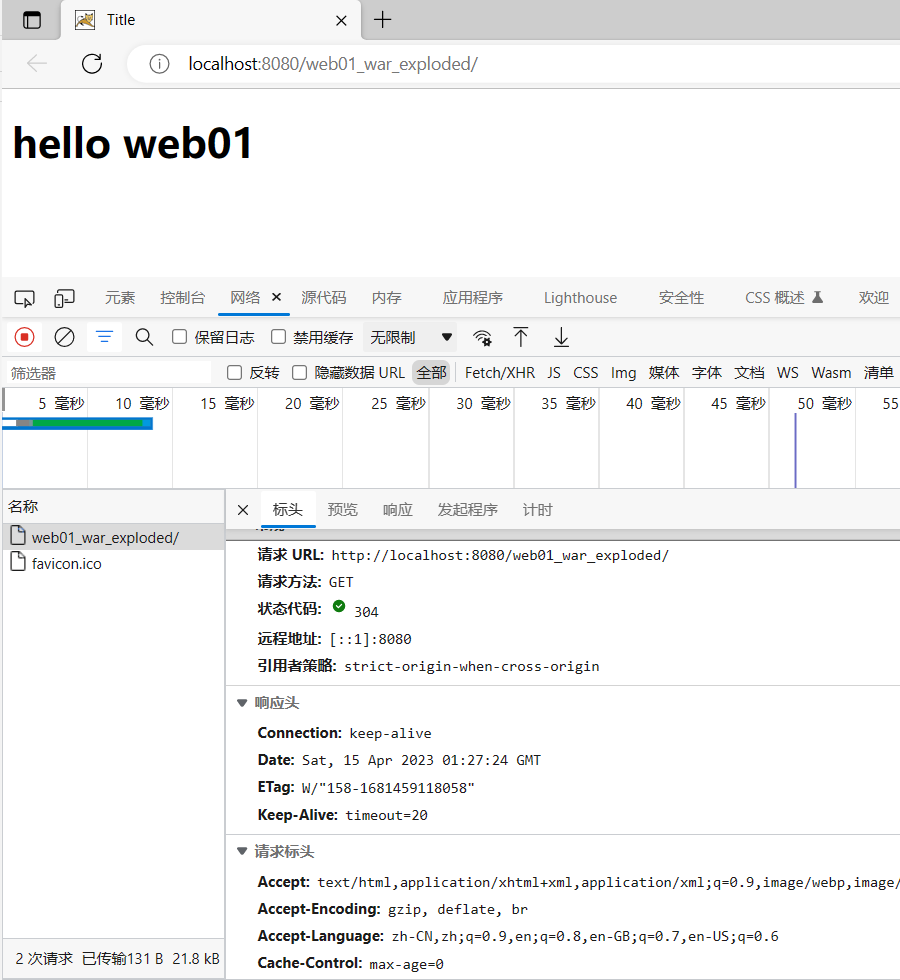 Title
localhost:8080/web01_war_exploded/
hello web01
元素 控制台 网络 源代码 内存 应用程序 Lighthouse 安全性 CSS 概述 欢迎
保留日志 禁用缓存 无限制
筛选器 反转 隐藏数据 URL 全部 Fetch/XHR JS CSS Img 媒体 字体 文档 WS Wasm 清单
5 毫秒 10 毫秒 15 毫秒 20 毫秒 25 毫秒 30 毫秒 35 毫秒 40 毫秒 45 毫秒 50 毫秒 55
名称
web01_war_exploded/
favicon.ico
标头 预览 响应 发起程序 计时
请求 URL: http://localhost:8080/web01_war_exploded/
请求方法: GET
状态代码: 304
远程地址: [::1]:8080
引用者策略: strict-origin-when-cross-origin
响应头
Connection: keep-alive
Date: Sat, 15 Apr 2023 01:27:24 GMT
ETag: W/"158-1681459118058"
Keep-Alive: timeout=20
请求标头
Accept: text/html,application/xhtml+xml,application/xml;q=0.9,image/webp,image/
Accept-Encoding: gzip, deflate, br
Accept-Language: zh-CN,zh;q=0.9,en;q=0.8,en-GB;q=0.7,en-US;q=0.6
Cache-Control: max-age=0
2 次请求 已传输131 B 21.8 kB